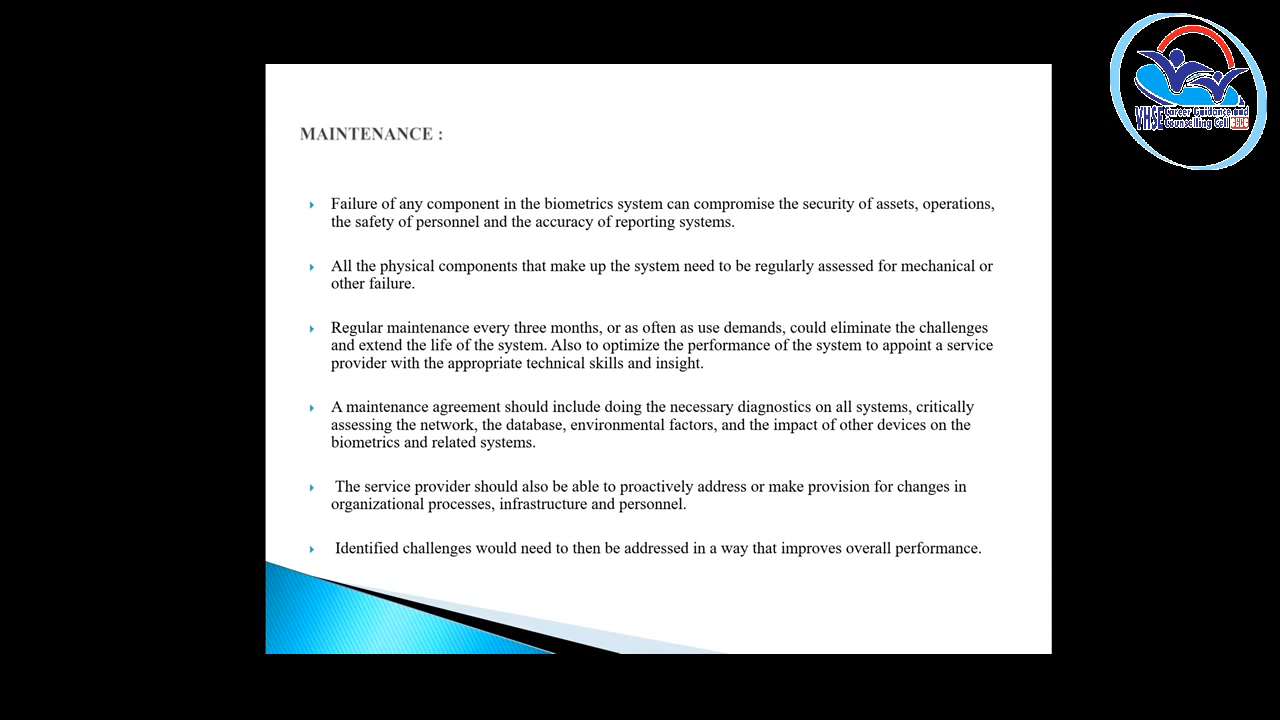 MAINTENANCE :
Failure of any component in the biometrics system can compromise the security of assets, operations,
the safety of personnel and the accuracy of reporting systems.
All the physical components that make up the system need to be regularly assessed for mechanical or
other failure.
Regular maintenance every three months, or as often as use demands, could eliminate the challenges
and extend the life of the system. Also to optimize the performance of the system to appoint a service
provider with the appropriate technical skills and insight.
A maintenance agreement should include doing the necessary diagnostics on all systems, critically
assessing the network, the database, environmental factors, and the impact of other devices on the
biometrics and related systems.
The service provider should also be able to proactively address or make provision for changes in
organizational processes, infrastructure and personnel.
Identified challenges would need to then be addressed in a way that improves overall performance.
VHSE Career Guidance and
Counselling Cell